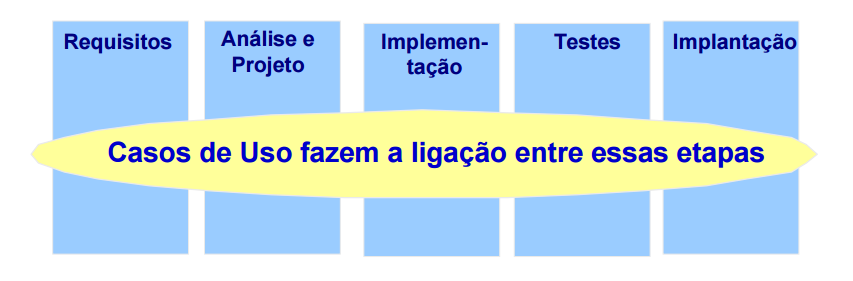 Requisitos
Análise e
Projeto
Implemen-
tação
Testes
Implantação
Casos de Uso fazem a ligação entre essas etapas